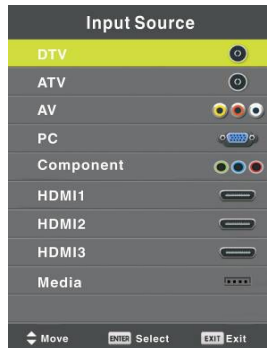 Input Source
DTV
ATV
AV
PC
Component
HDMI1
HDMI2
HDMI3
Media
Move ENTER Select EXIT Exit